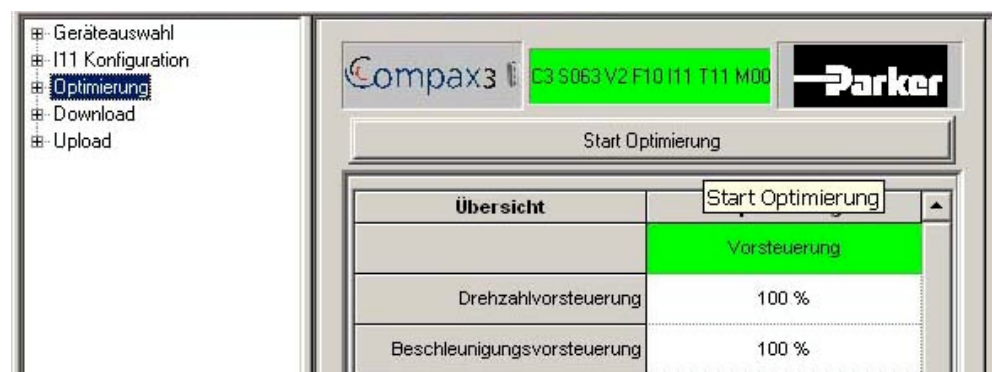 Geräteauswahl
I11 Konfiguration
Optimierung
Download
Upload
Compax3
C3 S063 V2 F10 I11 T11 M00
Parker
Start Optimierung
Start Optimierung
Übersicht
Vorsteuerung
Drehzahlvorsteuerung 100 %
Beschleunigungsvorsteuerung 100 %